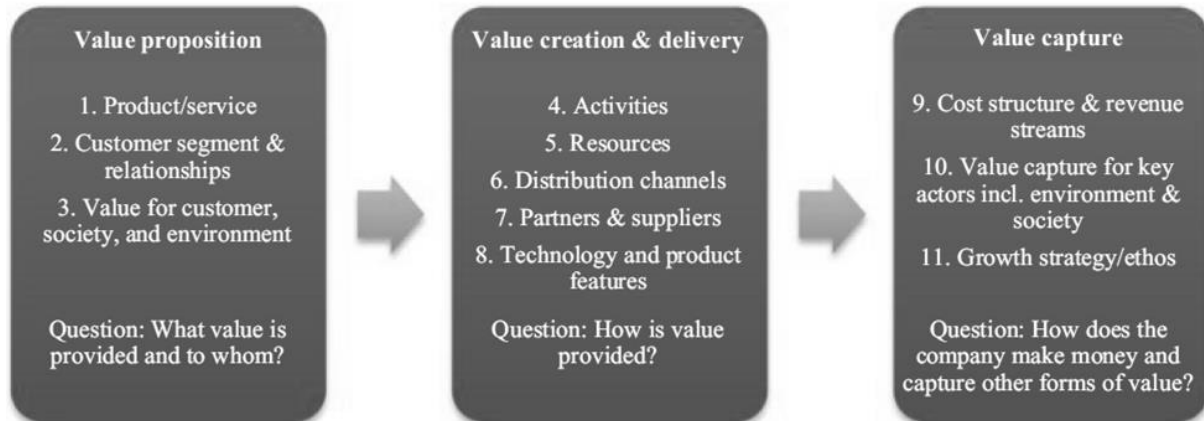 Value proposition
1. Product/service
2. Customer segment &
relationships
3. Value for customer,
society, and environment
Question: What value is
provided and to whom?
Value creation & delivery
4. Activities
5. Resources
6. Distribution channels
7. Partners & suppliers
8. Technology and product
features
Question: How is value
provided?
Value capture
9. Cost structure & revenue
streams
10. Value capture for key
actors incl. environment &
society
11. Growth strategy/ethos
Question: How does the
company make money and
capture other forms of value?